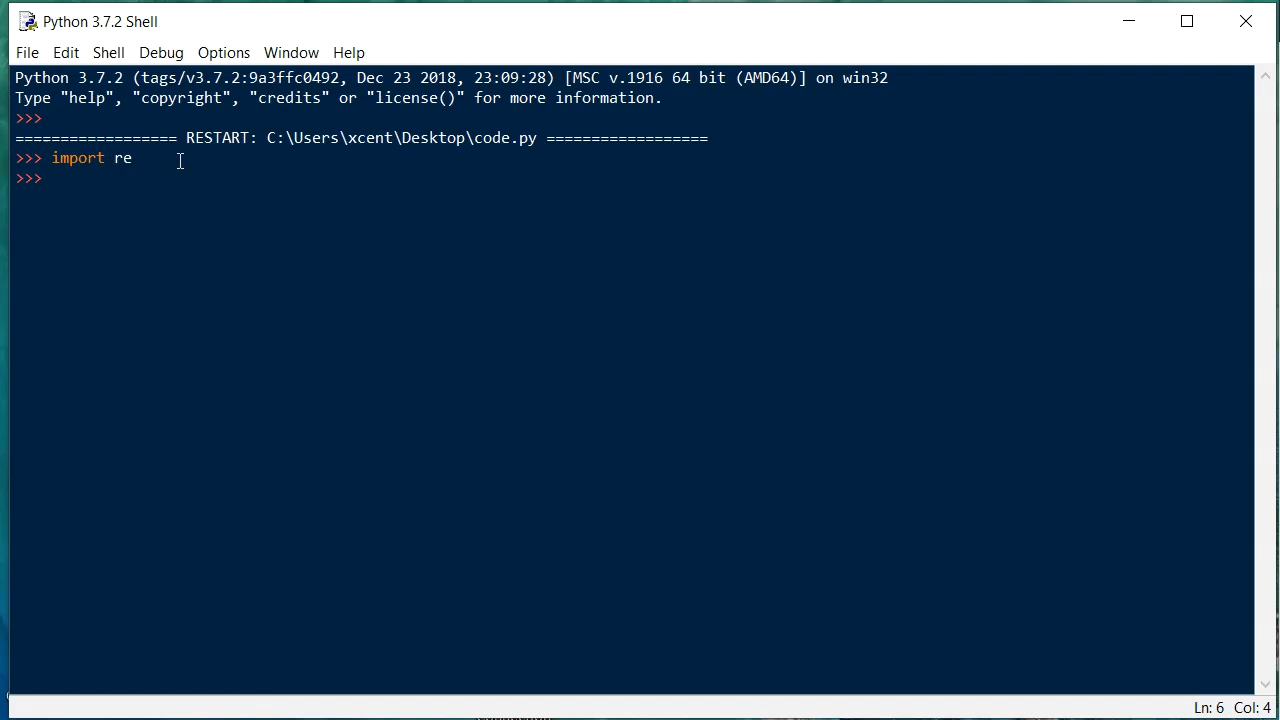 Python 3.7.2 Shell
File Edit Shell Debug Options Window Help
Python 3.7.2 (tags/v3.7.2:9a3ffc0492, Dec 23 2018, 23:09:28) [MSC v.1916 64 bit (AMD64)] on win32
Type "help", "copyright", "credits" or "license()" for more information.
>>>
================== RESTART: C:\Users\xcent\Desktop\code.py ==================
>>> import re
>>>
Ln: 6 Col: 4